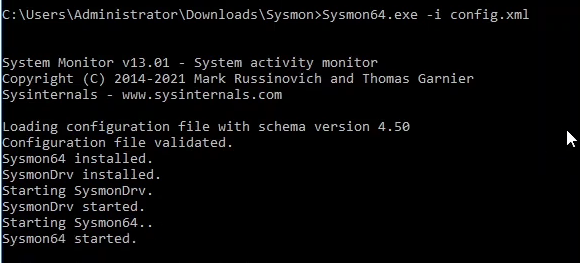 C:\Users\Administrator\Downloads\Sysmon>Sysmon64.exe -i config.xml
System Monitor v13.01 - System activity monitor
Copyright (C) 2014-2021 Mark Russinovich and Thomas Garnier
Sysinternals - www.sysinternals.com
Loading configuration file with schema version 4.50
Configuration file validated.
Sysmon64 installed.
SysmonDrv installed.
Starting SysmonDrv.
SysmonDrv started.
Starting Sysmon64..
Sysmon64 started.